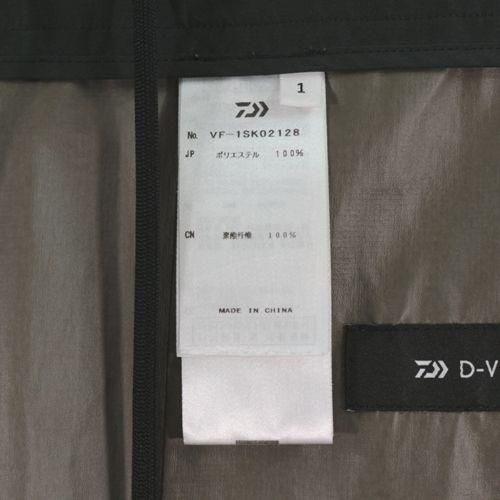 1
No. VF-1SK02128
JP ポリエステル 100%
CN 聚酯纤维 100%
MADE IN CHINA
D-V